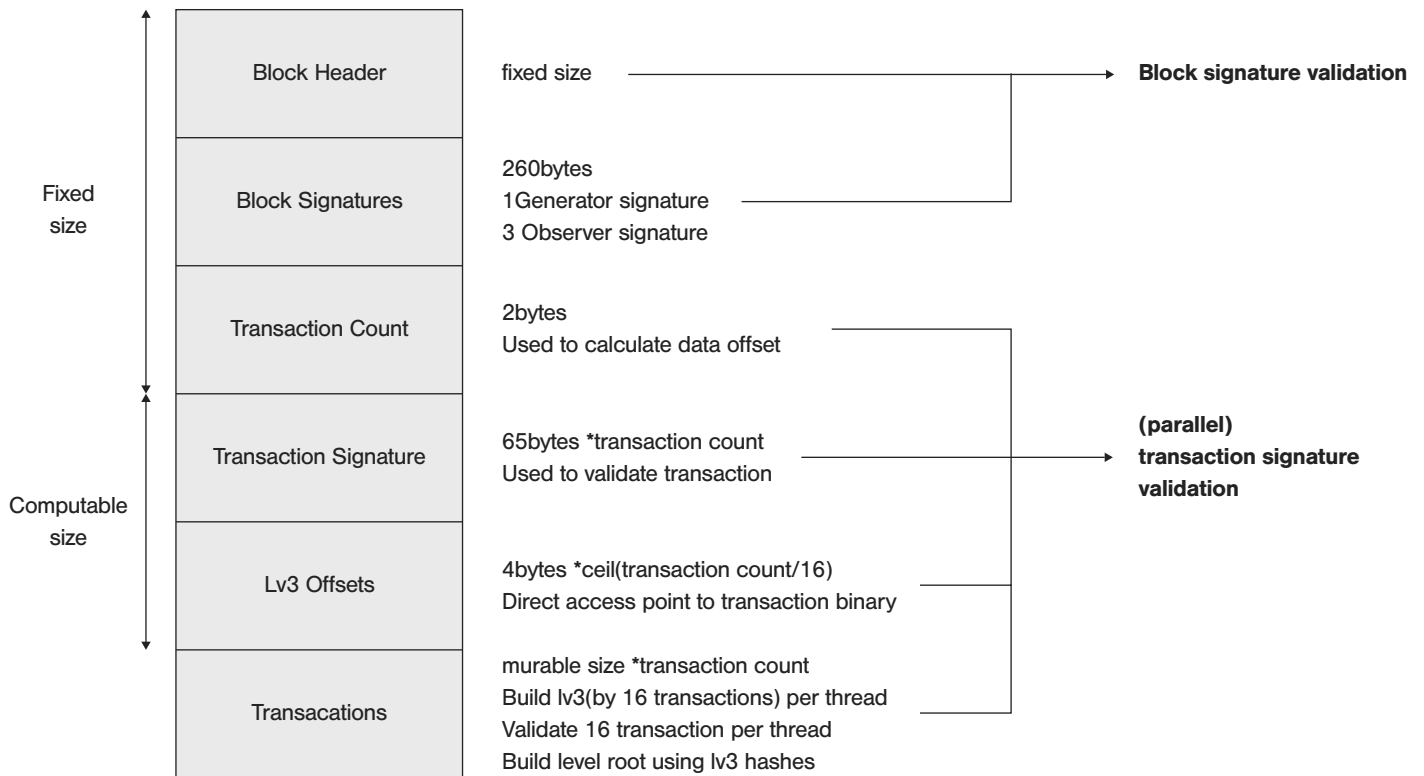 Block Header
fixed size
Block signature validation
Fixed
size
Block Signatures
260bytes
1Generator signature
3 Observer signature
Transaction Count
2bytes
Used to calculate data offset
Computable
size
Transaction Signature
65bytes *transaction count
Used to validate transaction
(parallel)
transaction signature
validation
Lv3 Offsets
4bytes *ceil(transaction count/16)
Direct access point to transaction binary
Transacations
murable size *transaction count
Build lv3(by 16 transactions) per thread
Validate 16 transaction per thread
Build level root using lv3 hashes